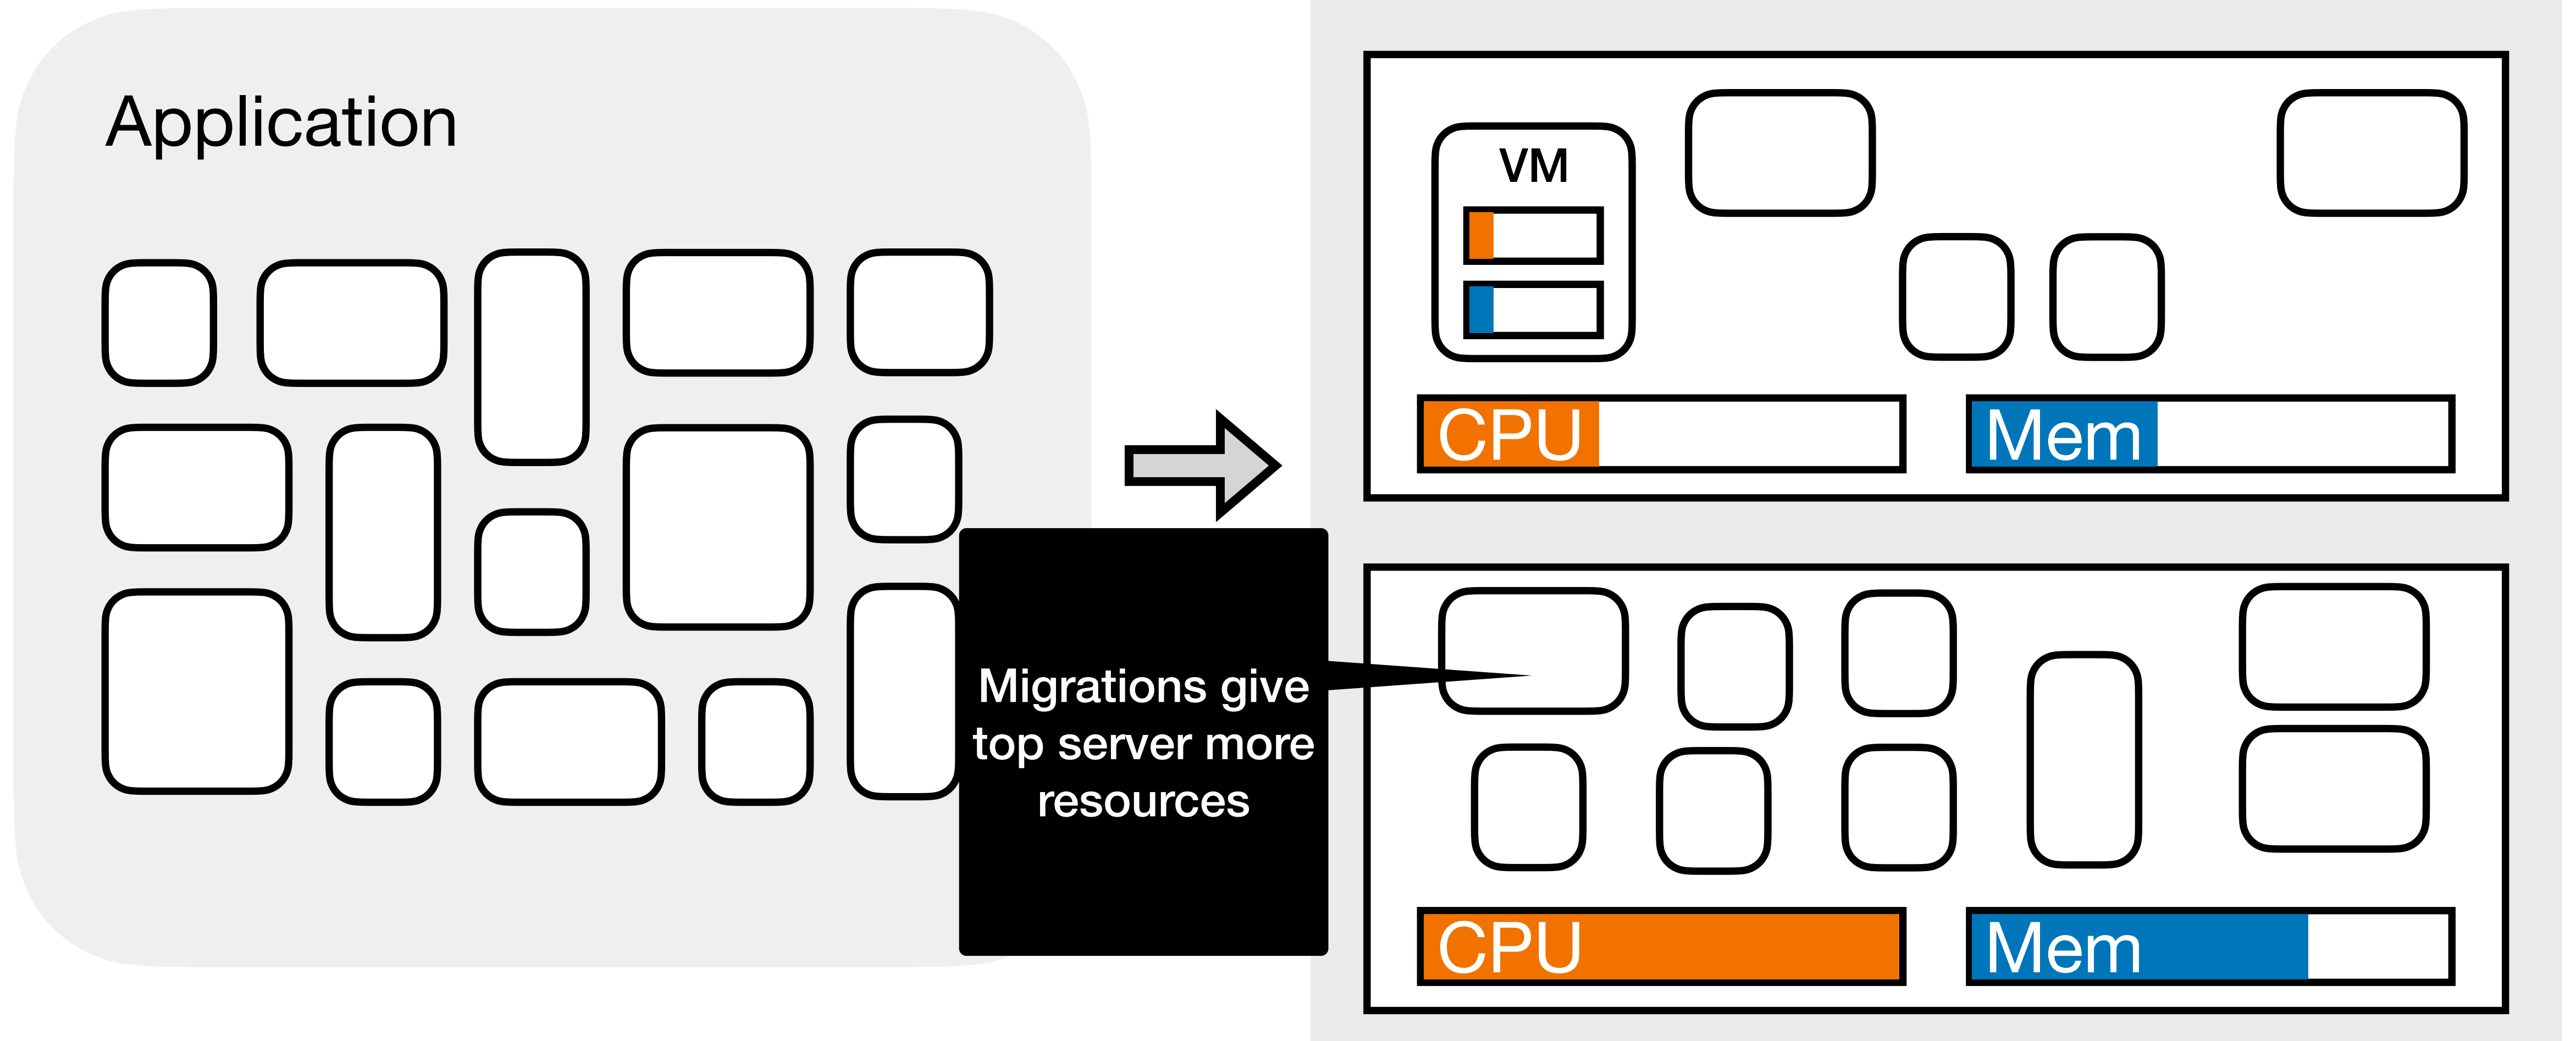 Application
VM
CPU
Mem
Migrations give
top server more
resources
CPU
Mem